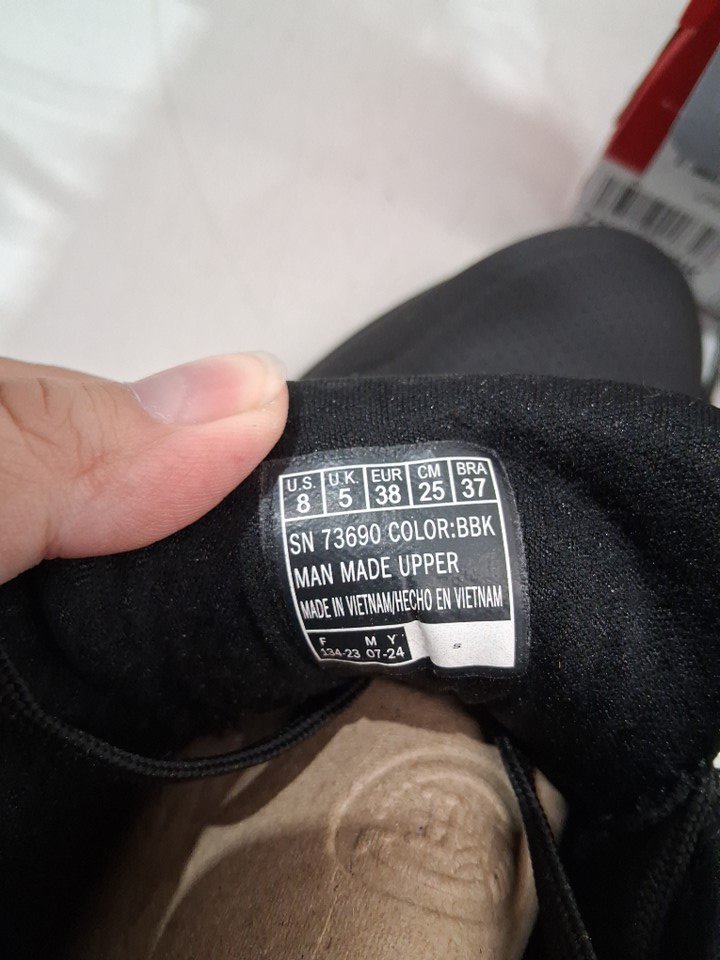 U.S. U.K. EUR CM BRA
8 5 38 25 37
SN 73690 COLOR:BBK
MAN MADE UPPER
MADE IN VIETNAM/HECHO EN VIETNAM
F M Y
134-23 07-24
s